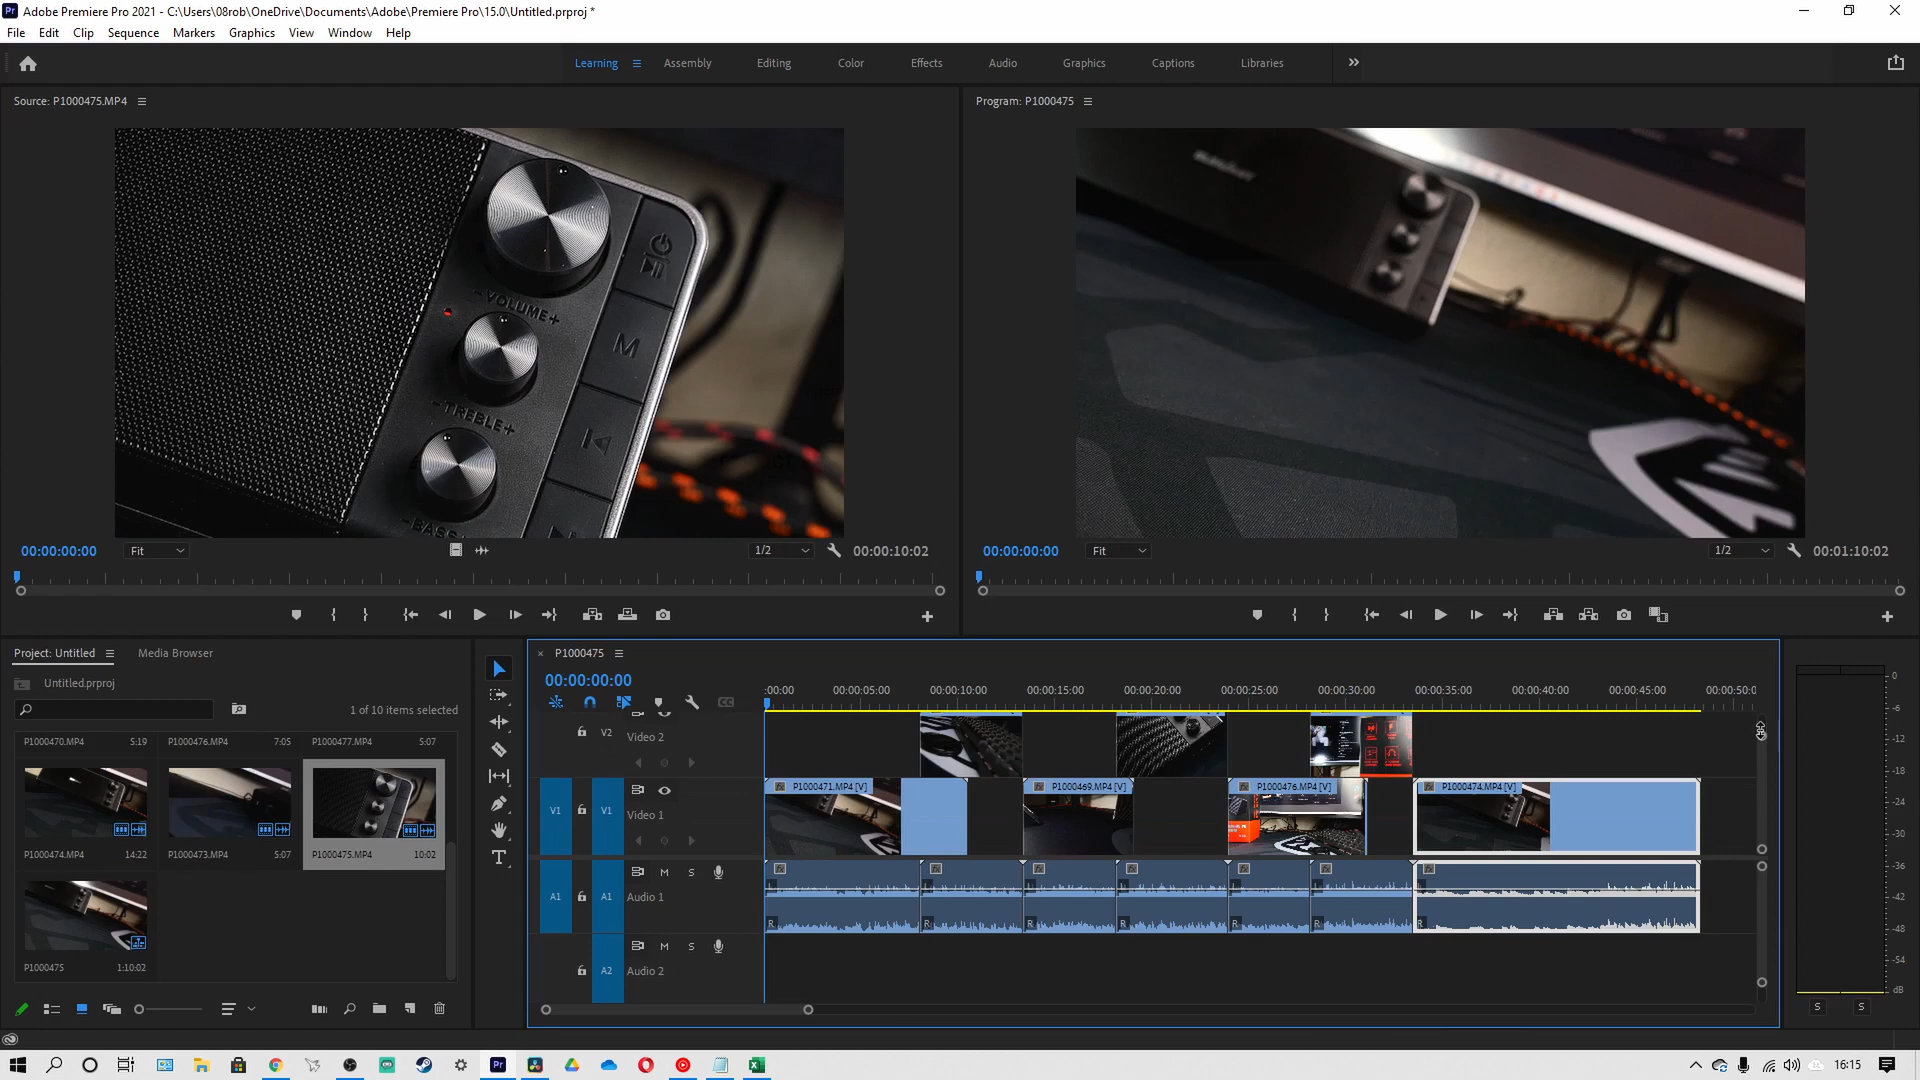 Adobe Premiere Pro 2021 - C:\Users\08rob\OneDrive\Documents\Adobe\Premiere Pro\15.0\Untitled.prproj *
File Edit Clip Sequence Markers Graphics View Window Help
Learning Assembly Editing Color Effects Audio Graphics Captions Libraries
Source: P1000475.MP4
Program: P1000475
-VOLUME+
M
-TREBLE+
-BASS
00:00:00:00 Fit 1/2 00:00:10:02
00:00:00:00 Fit 1/2 00:01:10:02
Project: Untitled Media Browser
Untitled.prproj
1 of 10 items selected
P1000470.MP4 5:19 P1000476.MP4 7:05 P1000477.MP4 5:07
P1000474.MP4 14:22 P1000473.MP4 5:07 P1000475.MP4 10:02
P1000475 1:10:02
P1000475
00:00:00:00
:00:00 00:00:05:00 00:00:10:00 00:00:15:00 00:00:20:00 00:00:25:00 00:00:30:00 00:00:35:00 00:00:40:00 00:00:45:00 00:00:50:0
V2 Video 2
P1000471.MP4 [V] P1000469.MP4 [V] P1000476.MP4 [V] P1000474.MP4 [V]
V1 V1 Video 1
M S
A1 A1 Audio 1
R R R R R R R
M S
A2 Audio 2
0
-6
-12
-18
-24
-30
-36
-42
-48
-54
dB
S S
16:15